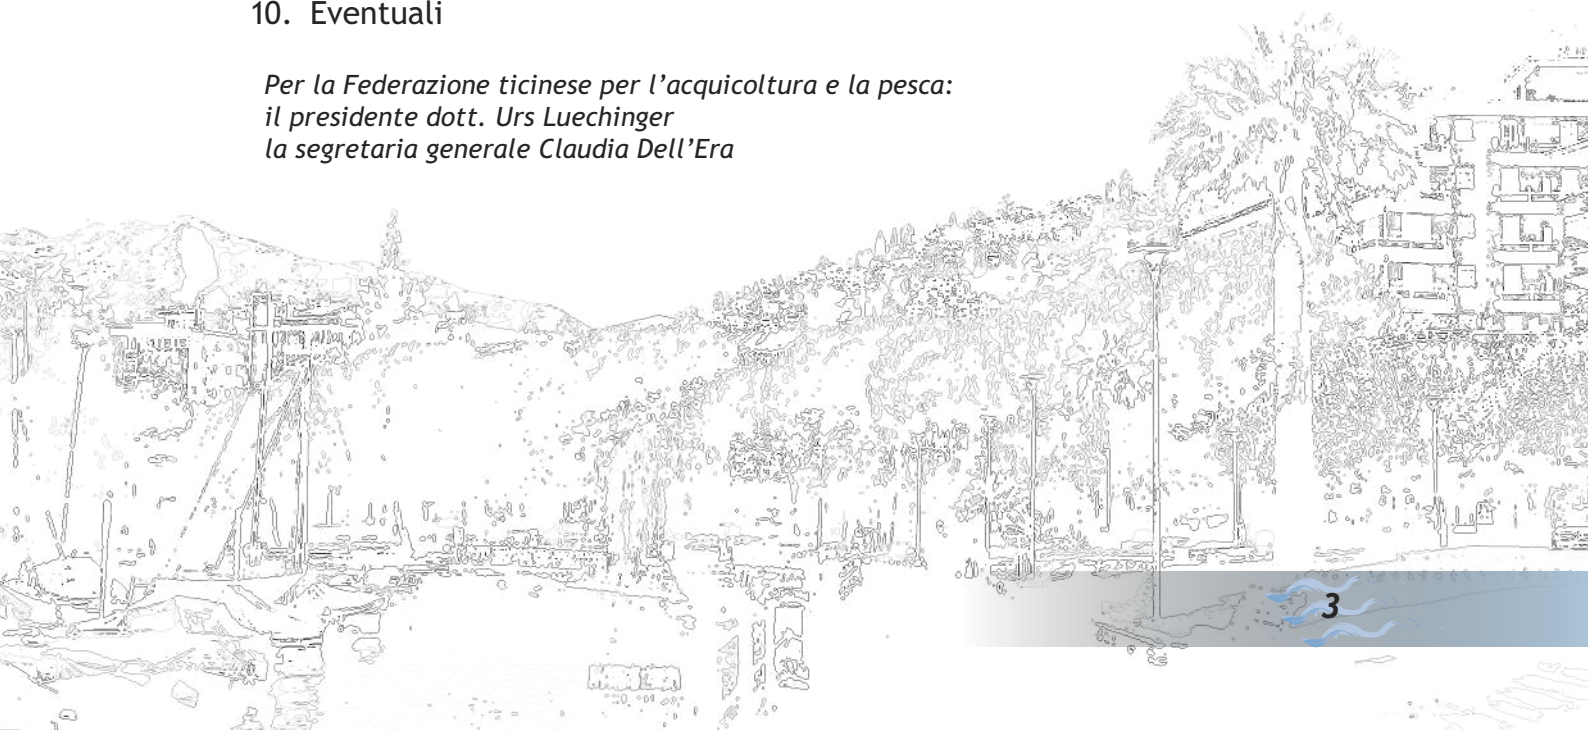 10. Eventuali
Per la Federazione ticinese per l’acquicoltura e la pesca:
il presidente dott. Urs Luechinger
la segretaria generale Claudia Dell’Era
3